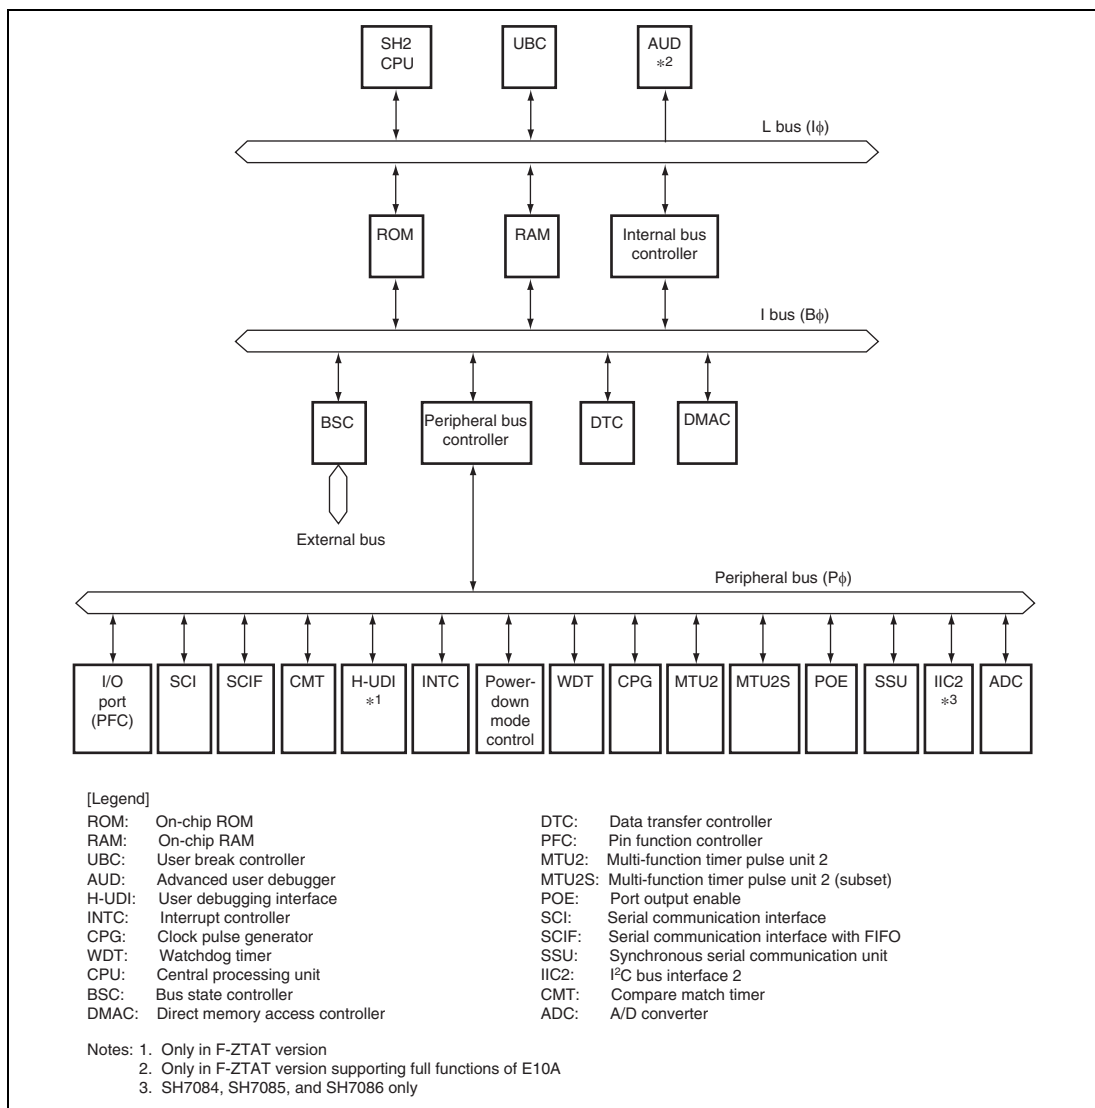 SH2
CPU
UBC
AUD
*2
L bus (Iϕ)
ROM
RAM
Internal bus
controller
I bus (Bϕ)
BSC
Peripheral bus
controller
DTC
DMAC
External bus
Peripheral bus (Pϕ)
I/O
port
(PFC)
SCI
SCIF
CMT
H-UDI
*1
INTC
Power-
down
mode
control
WDT
CPG
MTU2
MTU2S
POE
SSU
IIC2
*3
ADC
[Legend]
ROM: On-chip ROM
RAM: On-chip RAM
UBC: User break controller
AUD: Advanced user debugger
H-UDI: User debugging interface
INTC: Interrupt controller
CPG: Clock pulse generator
WDT: Watchdog timer
CPU: Central processing unit
BSC: Bus state controller
DMAC: Direct memory access controller
DTC: Data transfer controller
PFC: Pin function controller
MTU2: Multi-function timer pulse unit 2
MTU2S: Multi-function timer pulse unit 2 (subset)
POE: Port output enable
SCI: Serial communication interface
SCIF: Serial communication interface with FIFO
SSU: Synchronous serial communication unit
IIC2: I²C bus interface 2
CMT: Compare match timer
ADC: A/D converter
Notes: 1. Only in F-ZTAT version
2. Only in F-ZTAT version supporting full functions of E10A
3. SH7084, SH7085, and SH7086 only